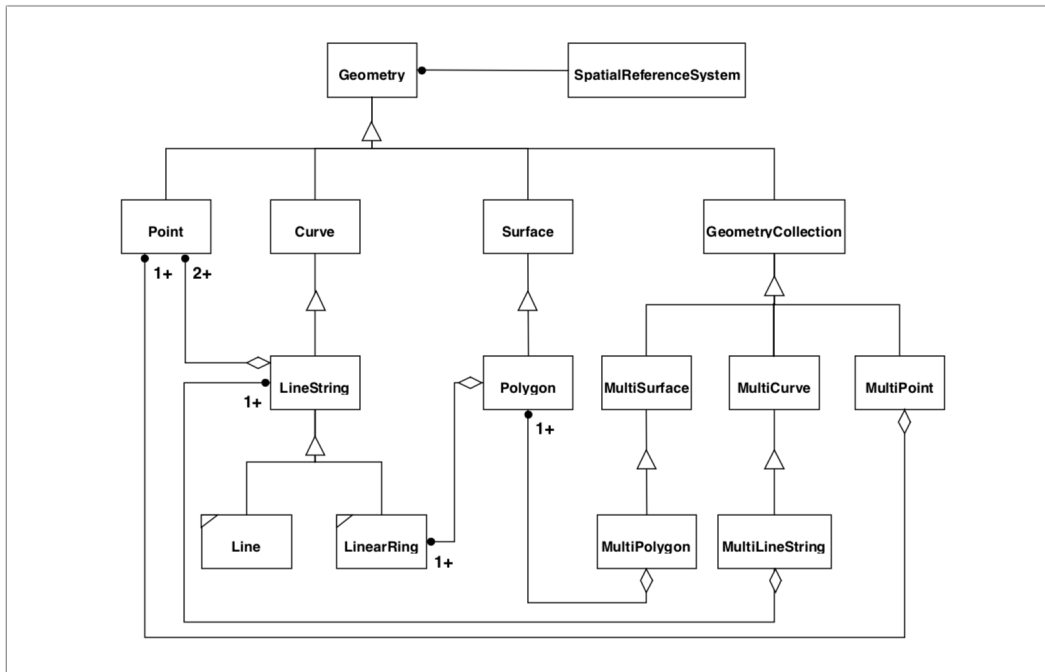 Geometry
SpatialReferenceSystem
Point
Curve
Surface
GeometryCollection
1+
2+
LineString
1+
Polygon
1+
MultiSurface
MultiCurve
MultiPoint
Line
LinearRing
1+
MultiPolygon
MultiLineString